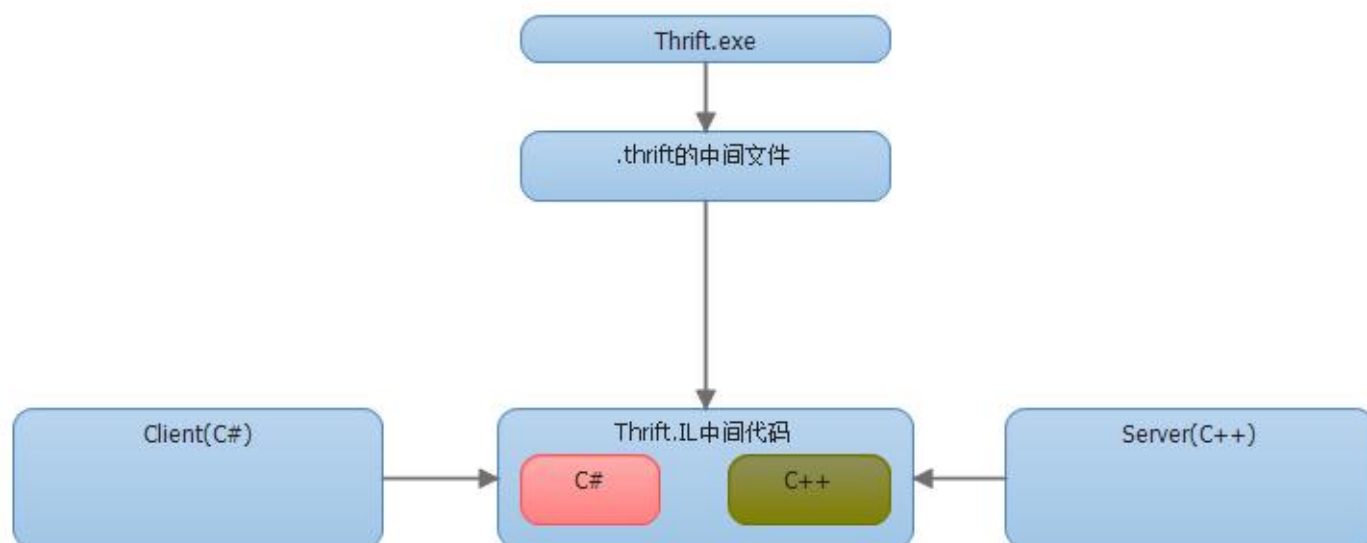 Thrift.exe
.thrift的中间文件
Client(C#)
Thrift.IL中间代码
Server(C++)
C#
C++